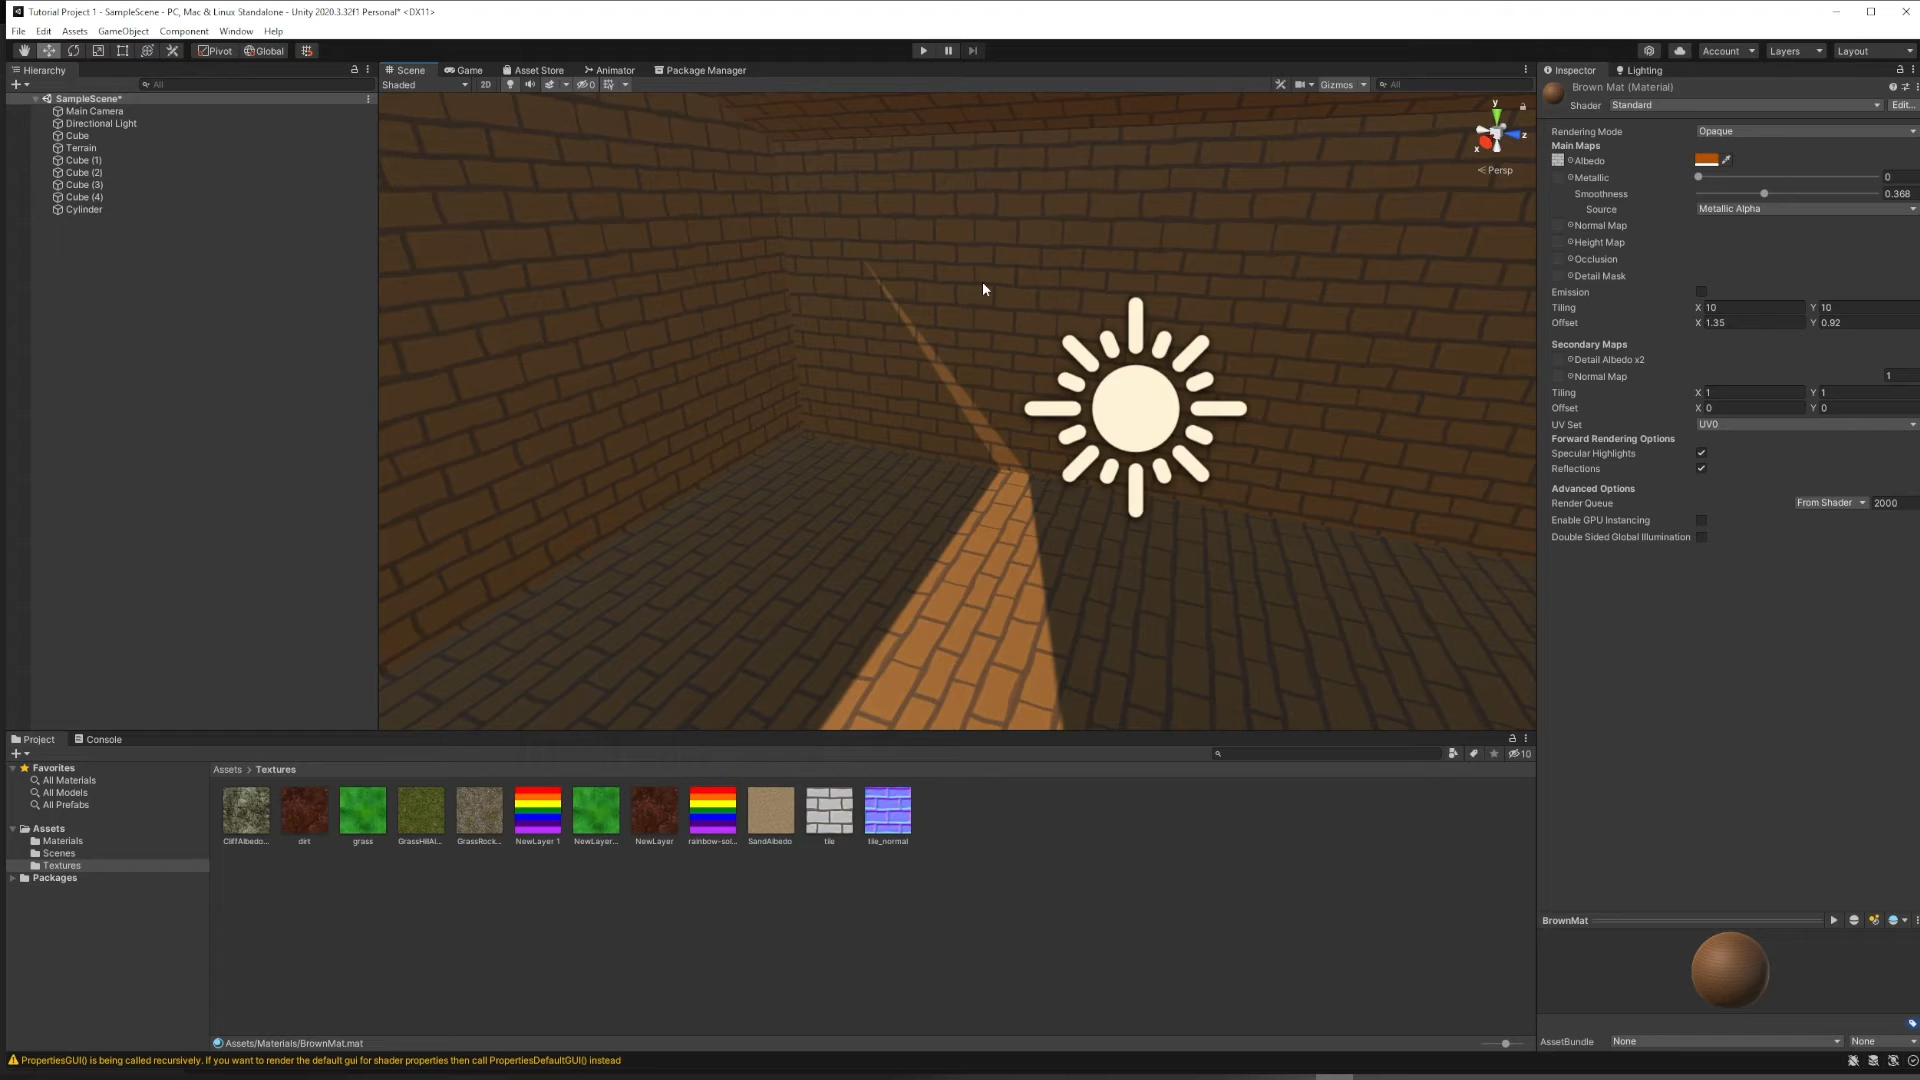 Tutorial Project 1 - SampleScene - PC, Mac & Linux Standalone - Unity 2020.3.32f1 Personal* <DX11>
File Edit Assets GameObject Component Window Help
Pivot Global Account Layers Layout
Hierarchy
All
SampleScene*
Main Camera
Directional Light
Cube
Terrain
Cube (1)
Cube (2)
Cube (3)
Cube (4)
Cylinder
Scene Game Asset Store Animator Package Manager
Shaded 2D 0 Gizmos All
y
z
x
Persp
Inspector Lighting
Brown Mat (Material)
Shader Standard Edit...
Rendering Mode Opaque
Main Maps
Albedo
Metallic 0
Smoothness 0.368
Source Metallic Alpha
Normal Map
Height Map
Occlusion
Detail Mask
Emission
Tiling X 10 Y 10
Offset X 1.35 Y 0.92
Secondary Maps
Detail Albedo x2
Normal Map 1
Tiling X 1 Y 1
Offset X 0 Y 0
UV Set UV0
Forward Rendering Options
Specular Highlights
Reflections
Advanced Options
Render Queue From Shader 2000
Enable GPU Instancing
Double Sided Global Illumination
Project Console
10
Favorites
All Materials
All Models
All Prefabs
Assets
Materials
Scenes
Textures
Packages
Assets > Textures
CliffAlbedo... dirt grass GrassHillAl... GrassRock... NewLayer 1 NewLayer... NewLayer rainbow-sol... SandAlbedo tile tile_normal
Assets/Materials/BrownMat.mat
BrownMat
AssetBundle None None
PropertiesGUI() is being called recursively. If you want to render the default gui for shader properties then call PropertiesDefaultGUI() instead